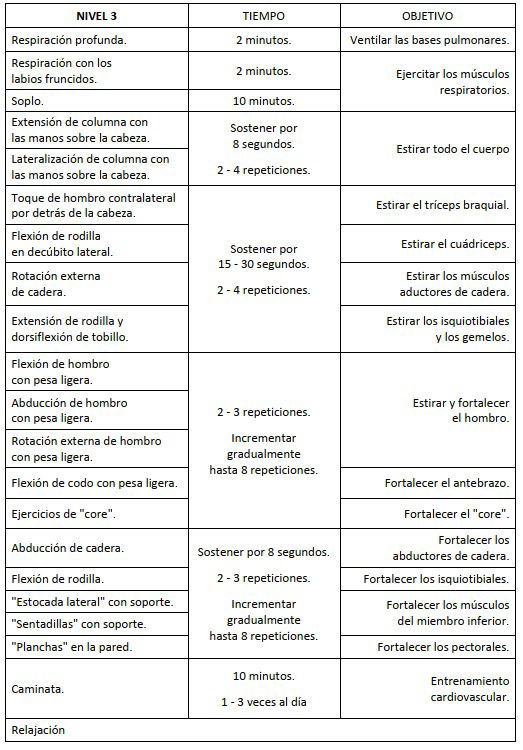 NIVEL 3 TIEMPO OBJETIVO
Respiración profunda. 2 minutos. Ventilar las bases pulmonares.
Respiración con los
labios fruncidos.
2 minutos.
Soplo. 10 minutos.
Ejercitar los músculos
respiratorios.
Extensión de columna con
las manos sobre la cabeza.
Lateralización de columna con
las manos sobre la cabeza.
Sostener por
8 segundos.
2 - 4 repeticiones.
Estirar todo el cuerpo
Toque de hombro contralateral
por detrás de la cabeza.
Estirar el tríceps braquial.
Flexión de rodilla
en decúbito lateral.
Estirar el cuádriceps.
Sostener por
15 - 30 segundos.
2 - 4 repeticiones.
Rotación externa
de cadera.
Estirar los músculos
aductores de cadera.
Extensión de rodilla y
dorsiflexión de tobillo.
Estirar los isquiotibiales
y los gemelos.
Flexión de hombro
con pesa ligera.
Abducción de hombro
con pesa ligera.
Rotación externa de hombro
con pesa ligera.
2 - 3 repeticiones.
Incrementar
gradualmente
hasta 8 repeticiones.
Estirar y fortalecer
el hombro.
Flexión de codo con pesa ligera. Fortalecer el antebrazo.
Ejercicios de "core". Fortalecer el "core".
Abducción de cadera.
Fortalecer los
abductores de cadera.
Sostener por 8 segundos.
2 - 3 repeticiones.
Incrementar
gradualmente
hasta 8 repeticiones.
Flexión de rodilla. Fortalecer los isquiotibiales.
"Estocada lateral" con soporte.
"Sentadillas" con soporte.
Fortalecer los músculos
del miembro inferior.
"Planchas" en la pared. Fortalecer los pectorales.
Caminata.
10 minutos.
1 - 3 veces al día
Entrenamiento
cardiovascular.
Relajación